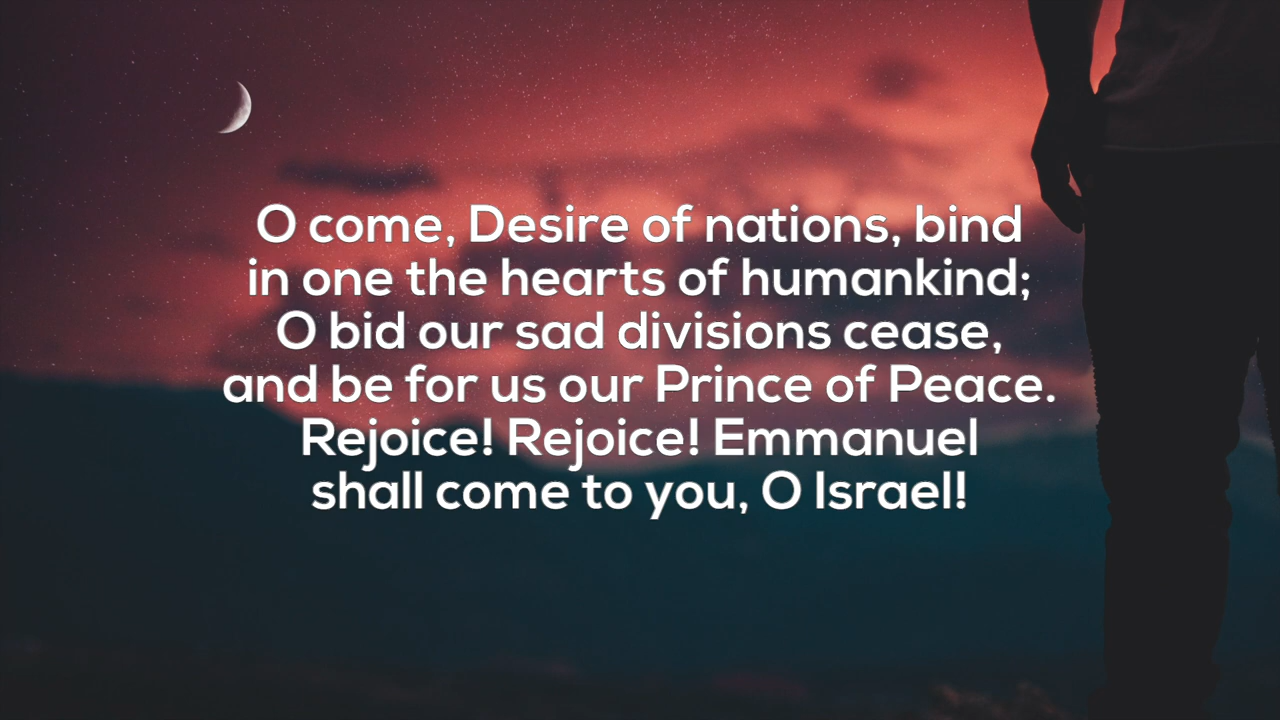 O come, Desire of nations, bind
in one the hearts of humankind;
O bid our sad divisions cease,
and be for us our Prince of Peace.
Rejoice! Rejoice! Emmanuel
shall come to you, O Israel!